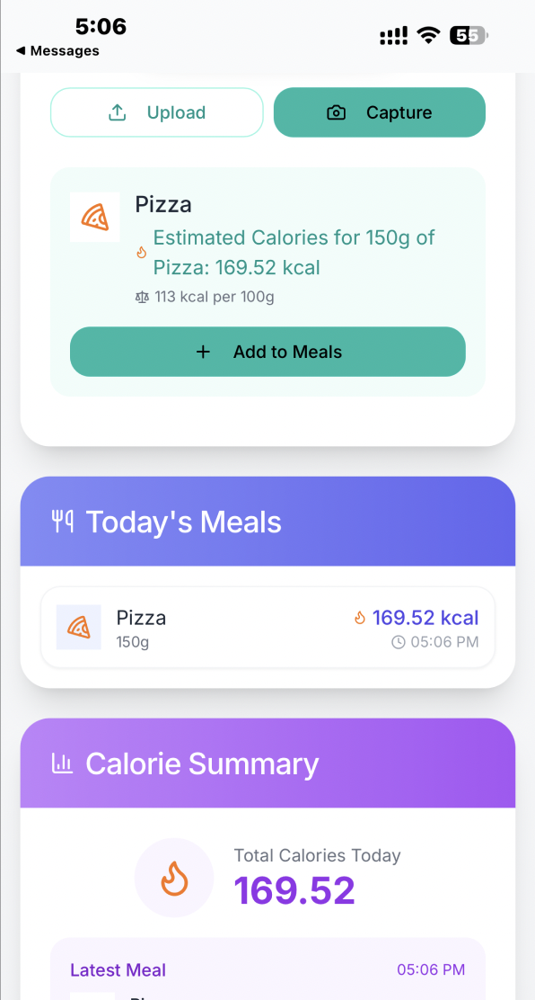 5:06
55
◀ Messages
Upload
Capture
Pizza
Estimated Calories for 150g of
Pizza: 169.52 kcal
113 kcal per 100g
+ Add to Meals
Today's Meals
Pizza
169.52 kcal
150g
05:06 PM
Calorie Summary
Total Calories Today
169.52
Latest Meal
05:06 PM